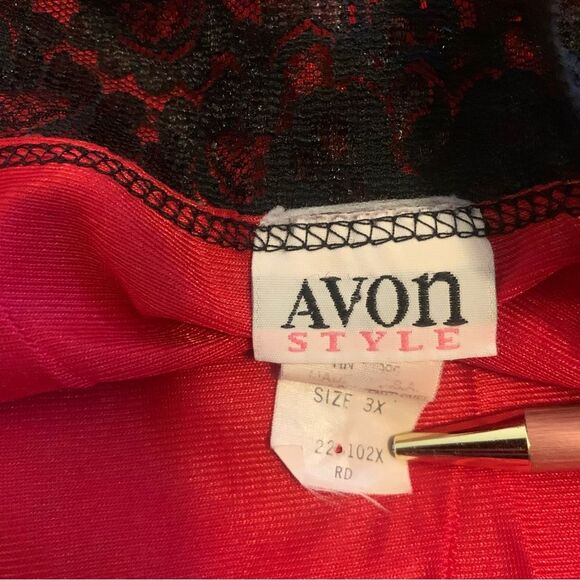 AVON
STYLE
SIZE 3X
22 102X
RD